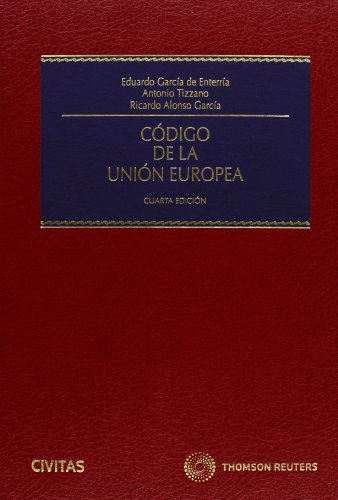 Eduardo García de Enterría
Antonio Tizzano
Ricardo Alonso García
CÓDIGO
DE LA
UNIÓN EUROPEA
CUARTA EDICIÓN
CIVITAS
THOMSON REUTERS